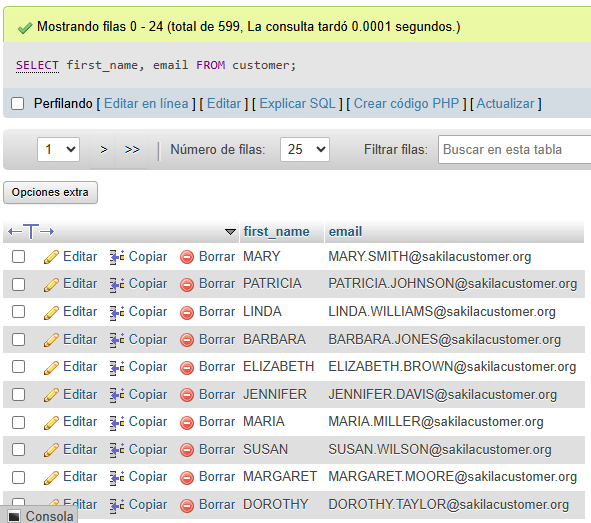 Mostrando filas 0 - 24 (total de 599, La consulta tardó 0.0001 segundos.)
SELECT first_name, email FROM customer;
Perfilando [ Editar en línea ] [ Editar ] [ Explicar SQL ] [ Crear código PHP ] [ Actualizar ]
1 > >> | Número de filas: 25 Filtrar filas: Buscar en esta tabla
Opciones extra
←T→ first_name email
Editar Copiar Borrar MARY MARY.SMITH@sakilacustomer.org
Editar Copiar Borrar PATRICIA PATRICIA.JOHNSON@sakilacustomer.org
Editar Copiar Borrar LINDA LINDA.WILLIAMS@sakilacustomer.org
Editar Copiar Borrar BARBARA BARBARA.JONES@sakilacustomer.org
Editar Copiar Borrar ELIZABETH ELIZABETH.BROWN@sakilacustomer.org
Editar Copiar Borrar JENNIFER JENNIFER.DAVIS@sakilacustomer.org
Editar Copiar Borrar MARIA MARIA.MILLER@sakilacustomer.org
Editar Copiar Borrar SUSAN SUSAN.WILSON@sakilacustomer.org
Editar Copiar Borrar MARGARET MARGARET.MOORE@sakilacustomer.org
Editar Copiar Borrar DOROTHY DOROTHY.TAYLOR@sakilacustomer.org
Consola